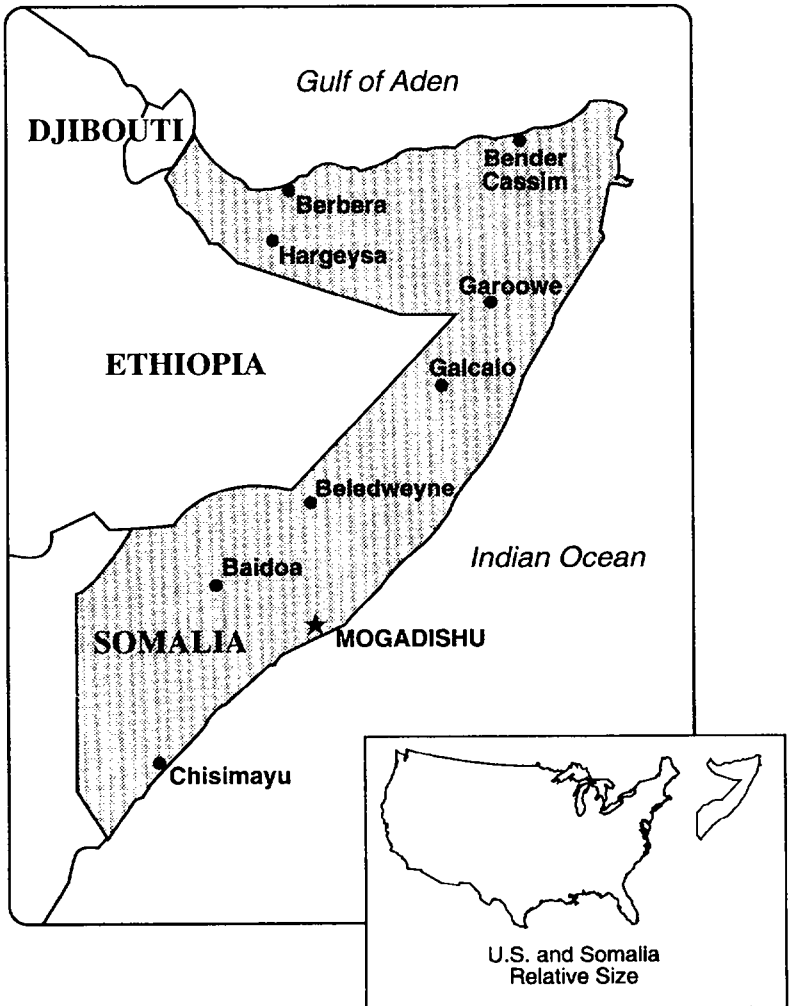 Gulf of Aden
DJIBOUTI
Bender
Cassim
Berbera
Hargeysa
Garoowe
ETHIOPIA
Galcaio
Beledweyne
Indian Ocean
Baidoa
SOMALIA
MOGADISHU
Chisimayu
U.S. and Somalia
Relative Size